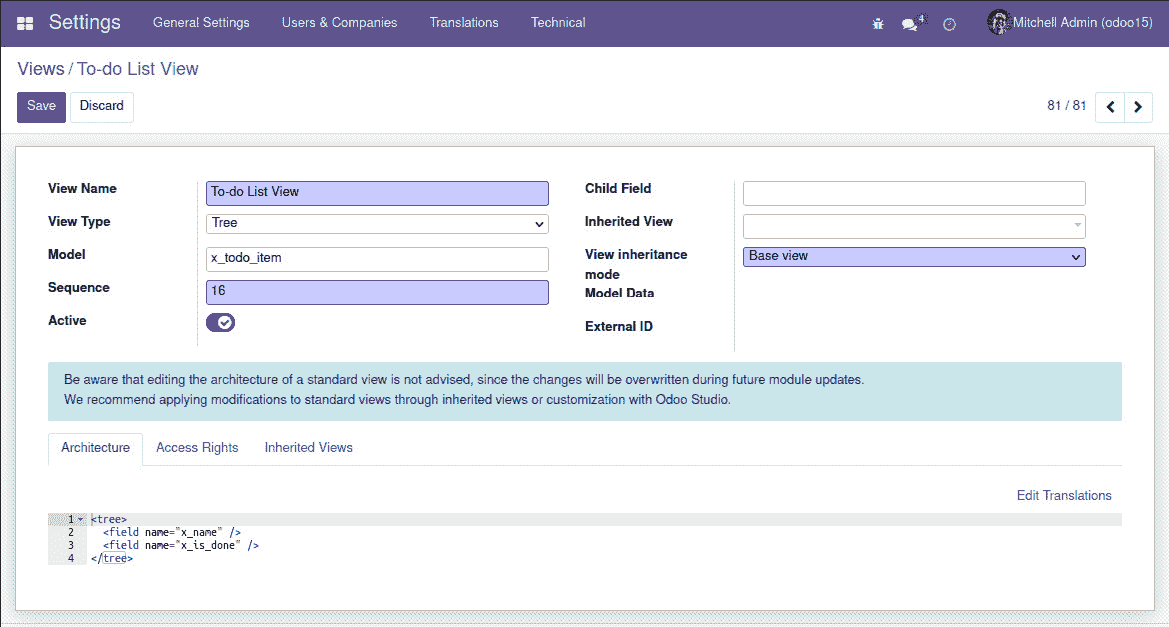 Settings General Settings Users & Companies Translations Technical 4 Mitchell Admin (odoo15)
Views / To-do List View
Save Discard 81 / 81
View Name To-do List View
View Type Tree
Model x_todo_item
Sequence 16
Active
Child Field
Inherited View
View inheritance Base view
mode
Model Data
External ID
Be aware that editing the architecture of a standard view is not advised, since the changes will be overwritten during future module updates.
We recommend applying modifications to standard views through inherited views or customization with Odoo Studio.
Architecture Access Rights Inherited Views
Edit Translations
1 <tree>
2 <field name="x_name" />
3 <field name="x_is_done" />
4 </tree>